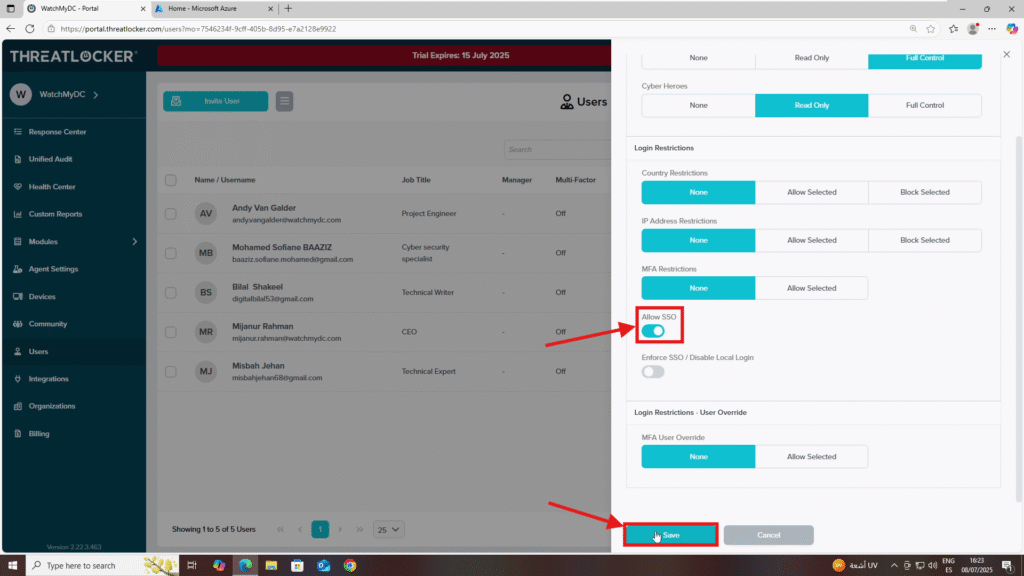 WatchMyDC - Portal
Home - Microsoft Azure
https://portal.threatlocker.com/users?mo=7546234f-9cff-405b-8d95-e7a2128e9922
THREATLOCKER
Trial Expires: 15 July 2025
W WatchMyDC
Response Center
Unified Audit
Health Center
Custom Reports
Modules
Agent Settings
Devices
Community
Users
Integrations
Organizations
Billing
Version 2.22.3.463
Invite User
Users
Search
Name / Username Job Title Manager Multi-Factor
AV Andy Van Galder
andy.vangalder@watchmydc.com
Project Engineer - Off
MB Mohamed Sofiane BAAZIZ
baaziz.sofiane.mohamed@gmail.com
Cyber security
specialist
- Off
BS Bilal Shakeel
digitalbilal53@gmail.com
Technical Writer - Off
MR Mijanur Rahman
mijanur.rahman@watchmydc.com
CEO - Off
MJ Misbah Jehan
misbahjehan68@gmail.com
Technical Expert - Off
Showing 1 to 5 of 5 Users
1
25
None Read Only Full Control
Cyber Heroes
None Read Only Full Control
Login Restrictions
Country Restrictions
None Allow Selected Block Selected
IP Address Restrictions
None Allow Selected Block Selected
MFA Restrictions
None Allow Selected
Allow SSO
Enforce SSO / Disable Local Login
Login Restrictions - User Override
MFA User Override
None Allow Selected
Save Cancel
Type here to search
أشعة UV
ENG
ES
16:23
08/07/2025